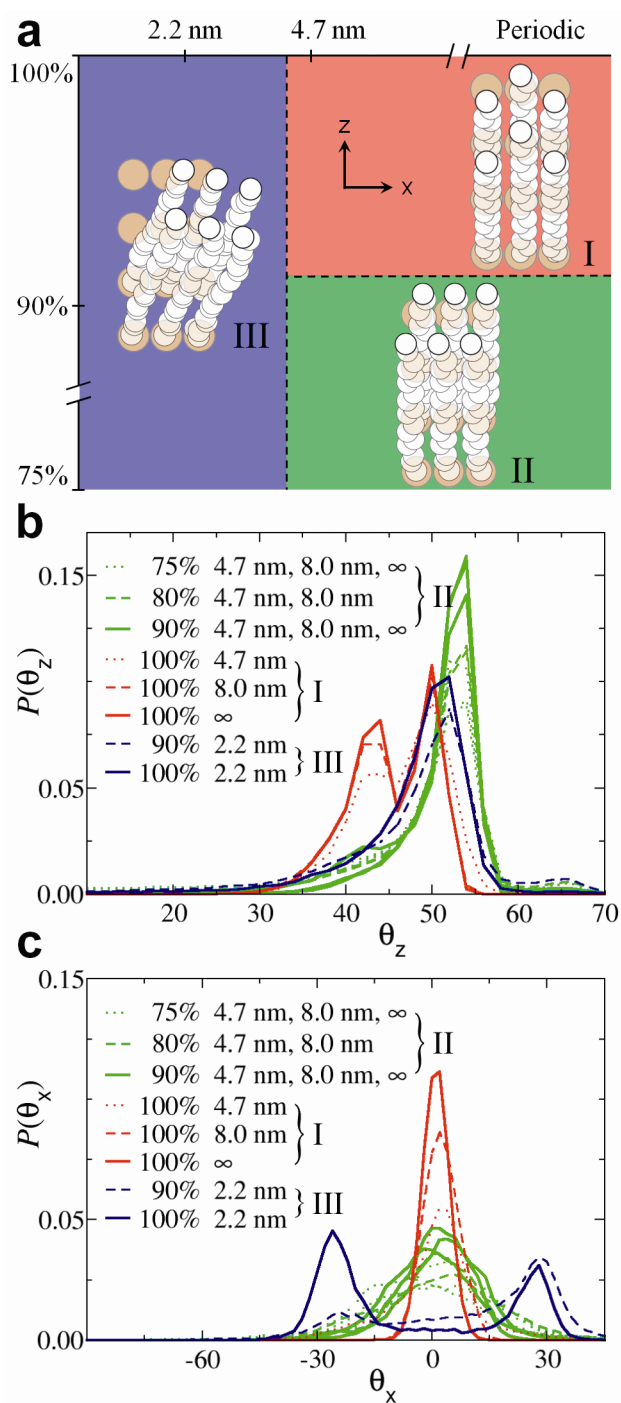 a
2.2 nm 4.7 nm Periodic
100%
z
x
I
90%
III
75%
II
b
0.15
75% 4.7 nm, 8.0 nm, ∞
80% 4.7 nm, 8.0 nm
90% 4.7 nm, 8.0 nm, ∞
II
100% 4.7 nm
100% 8.0 nm
100% ∞
I
90% 2.2 nm
100% 2.2 nm
III
P(θz)
0.05
0.00
20 30 40 50 60 70
θz
c
0.15
75% 4.7 nm, 8.0 nm, ∞
80% 4.7 nm, 8.0 nm
90% 4.7 nm, 8.0 nm, ∞
II
100% 4.7 nm
100% 8.0 nm
100% ∞
I
90% 2.2 nm
100% 2.2 nm
III
P(θx)
0.05
0.00
-60 -30 0 30
θx